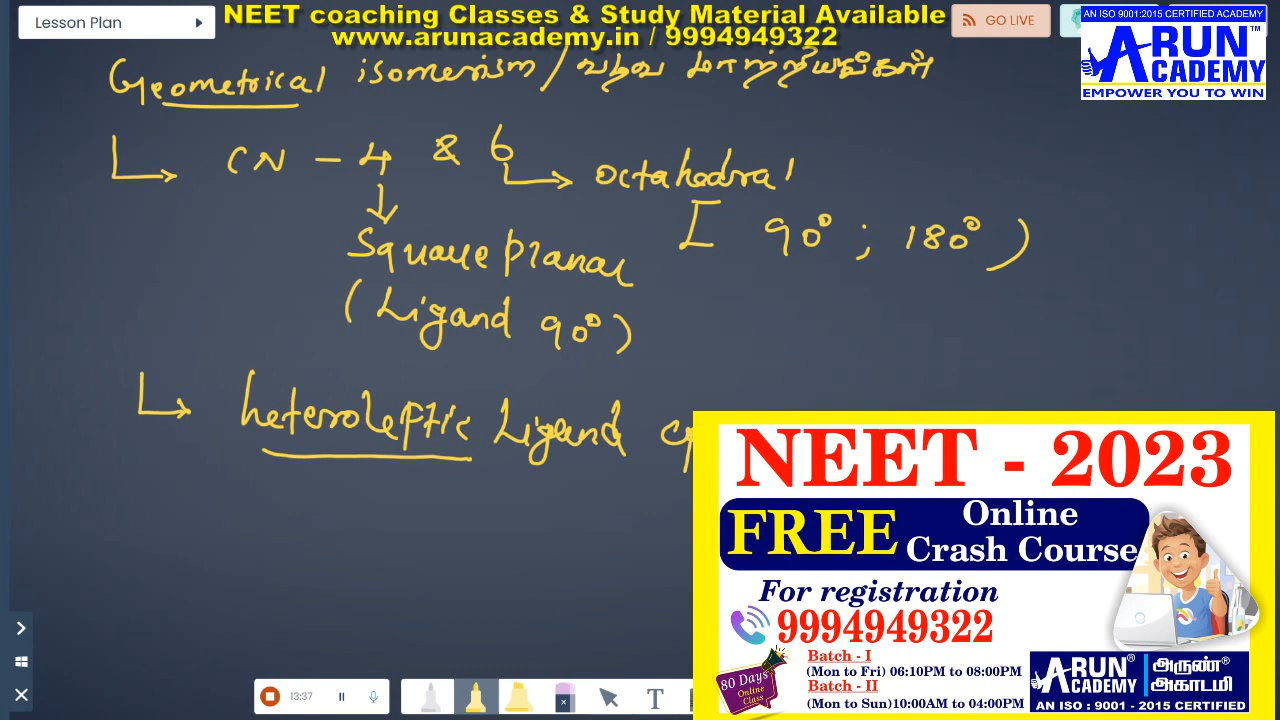 Lesson Plan
NEET coaching Classes & Study Material Available
www.arunacademy.in / 9994949322
GO LIVE
AN ISO 9001:2015 CERTIFIED ACADEMY
ARUN ACADEMY™
EMPOWER YOU TO WIN
Geometrical isomerism / வடிவ மாற்றியங்கள்
CN - 4 & 6
octahedral
[ 90° ; 180° )
Square planar
(Ligand 90°)
heteroleptic Ligand
NEET - 2023
FREE Online
Crash Course
For registration
9994949322
80 Days
Online
Class
Batch - I
(Mon to Fri) 06:10PM to 08:00PM
Batch - II
(Mon to Sun)10:00AM to 04:00PM
ARUN ACADEMY®
அருண்®
அகாடமி
AN ISO : 9001 - 2015 CERTIFIED
13:37
T